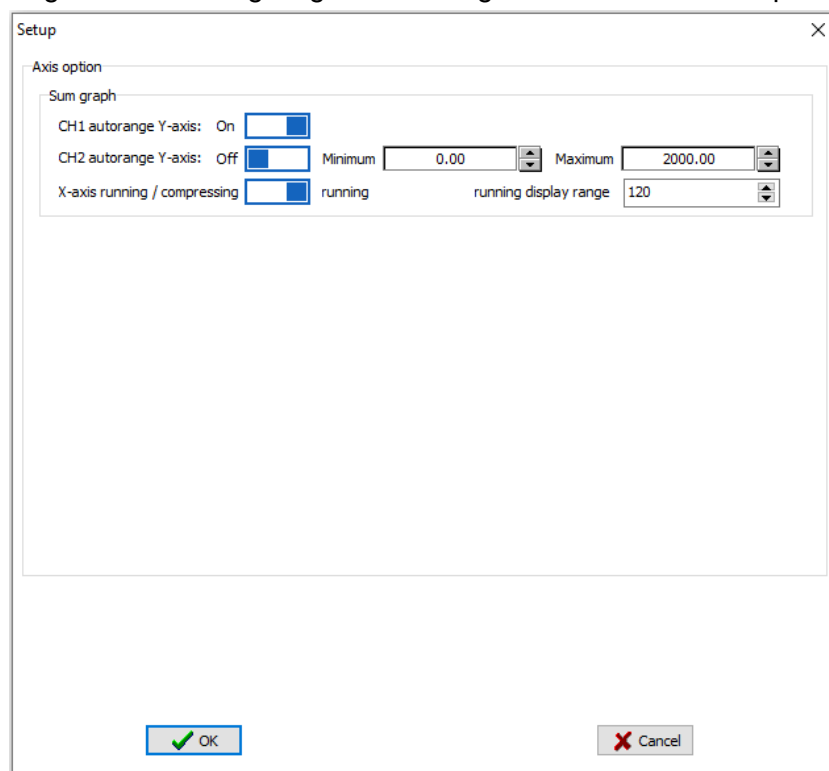 Setup
Axis option
Sum graph
CH1 autorange Y-axis: On
CH2 autorange Y-axis: Off Minimum 0.00 Maximum 2000.00
X-axis running / compressing running running display range 120
OK Cancel